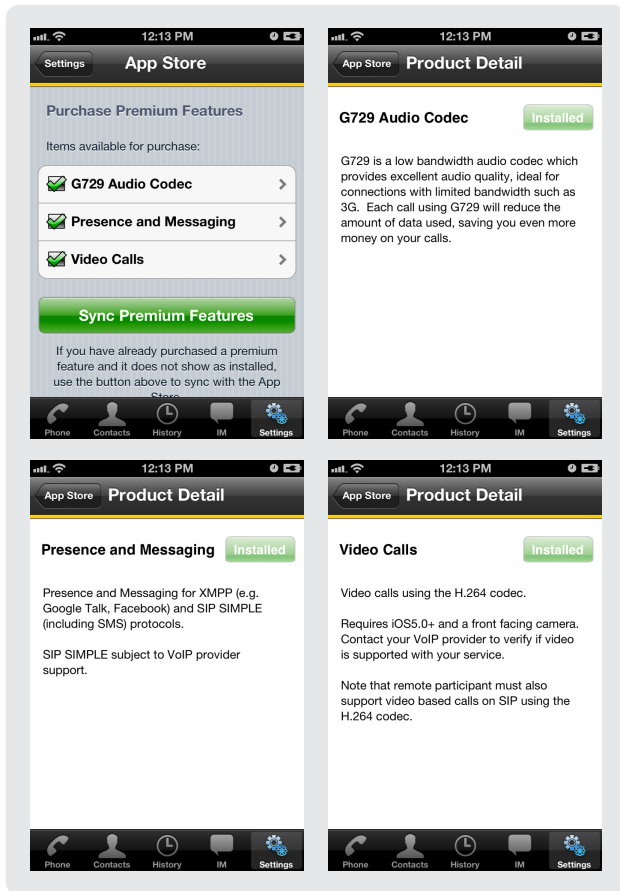 12:13 PM
Settings
App Store
Purchase Premium Features
Items available for purchase:
G729 Audio Codec
Presence and Messaging
Video Calls
Sync Premium Features
If you have already purchased a premium
feature and it does not show as installed,
use the button above to sync with the App
Store
Phone Contacts History IM Settings
12:13 PM
App Store
Product Detail
G729 Audio Codec
Installed
G729 is a low bandwidth audio codec which
provides excellent audio quality, ideal for
connections with limited bandwidth such as
3G. Each call using G729 will reduce the
amount of data used, saving you even more
money on your calls.
Phone Contacts History IM Settings
12:13 PM
App Store
Product Detail
Presence and Messaging
Installed
Presence and Messaging for XMPP (e.g.
Google Talk, Facebook) and SIP SIMPLE
(including SMS) protocols.
SIP SIMPLE subject to VoIP provider
support.
Phone Contacts History IM Settings
12:13 PM
App Store
Product Detail
Video Calls
Installed
Video calls using the H.264 codec.
Requires iOS5.0+ and a front facing camera.
Contact your VoIP provider to verify if video
is supported with your service.
Note that remote participant must also
support video based calls on SIP using the
H.264 codec.
Phone Contacts History IM Settings